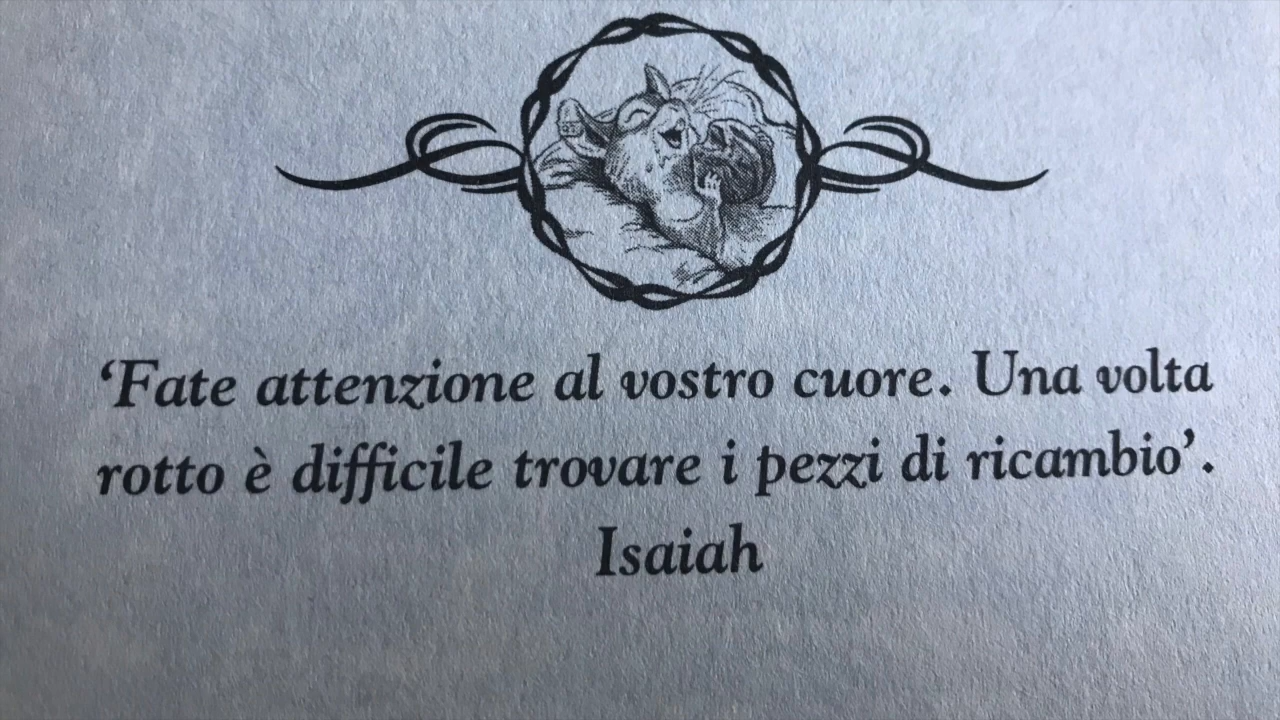 ‘Fate attenzione al vostro cuore. Una volta
rotto è difficile trovare i pezzi di ricambio’.
Isaiah